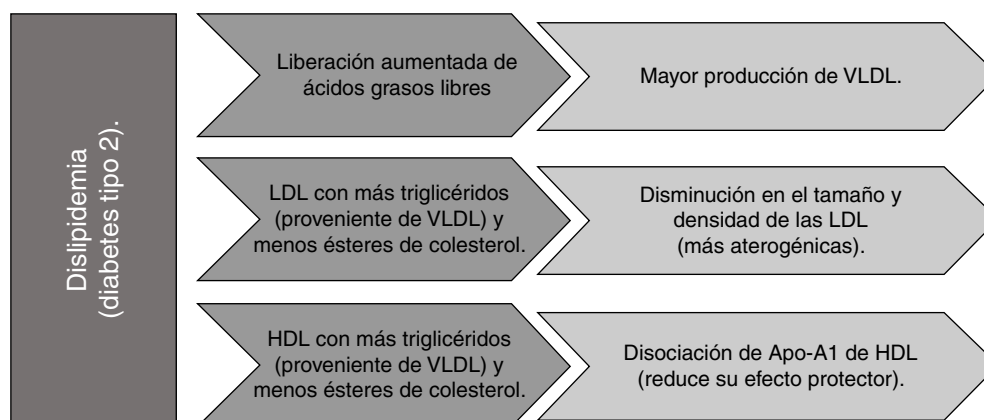 Dislipidemia
(diabetes tipo 2).
Liberación aumentada de
ácidos grasos libres
Mayor producción de VLDL.
LDL con más triglicéridos
(proveniente de VLDL) y
menos ésteres de colesterol.
Disminución en el tamaño y
densidad de las LDL
(más aterogénicas).
HDL con más triglicéridos
(proveniente de VLDL) y
menos ésteres de colesterol.
Disociación de Apo-A1 de HDL
(reduce su efecto protector).